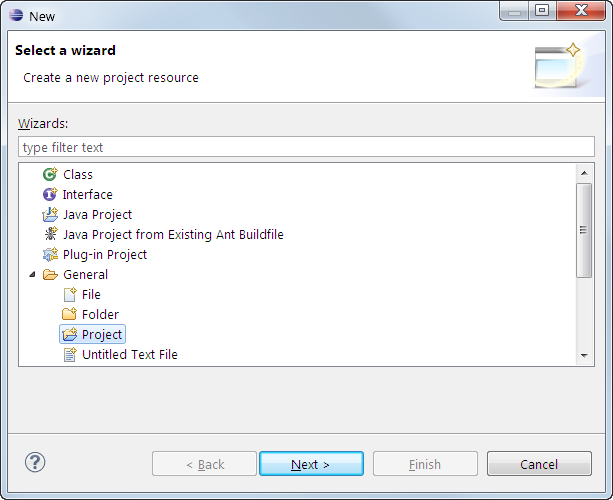 New
Select a wizard
Create a new project resource
Wizards:
type filter text
Class
Interface
Java Project
Java Project from Existing Ant Buildfile
Plug-in Project
General
File
Folder
Project
Untitled Text File
< Back Next > Finish Cancel